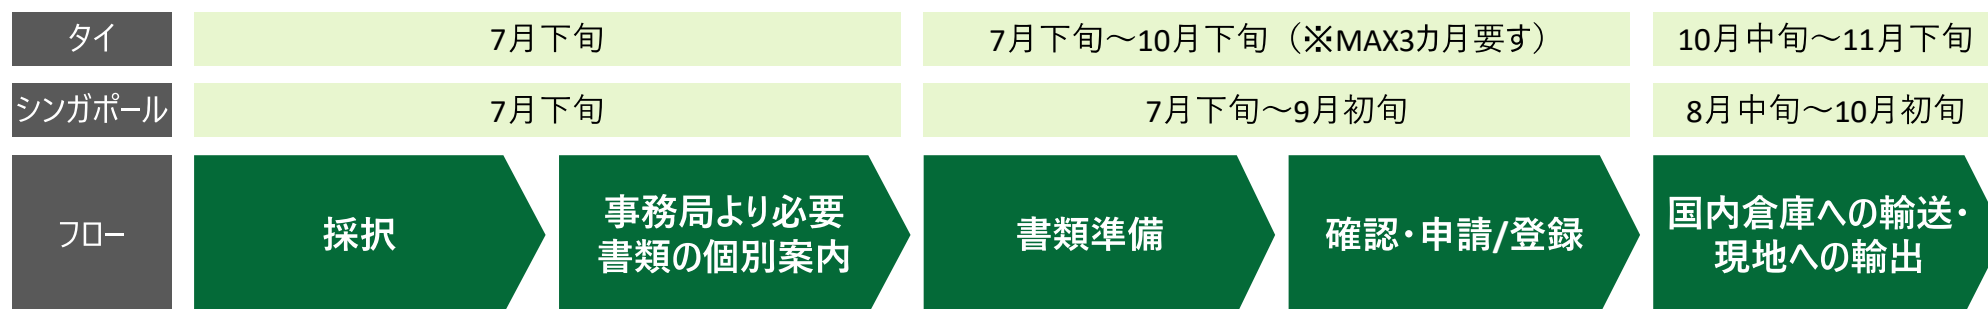 タイ
7月下旬
7月下旬～10月下旬（※MAX3カ月要す）
10月中旬～11月下旬
シンガポール
7月下旬
7月下旬～9月初旬
8月中旬～10月初旬
フロー
採択
事務局より必要
書類の個別案内
書類準備
確認・申請/登録
国内倉庫への輸送・
現地への輸出